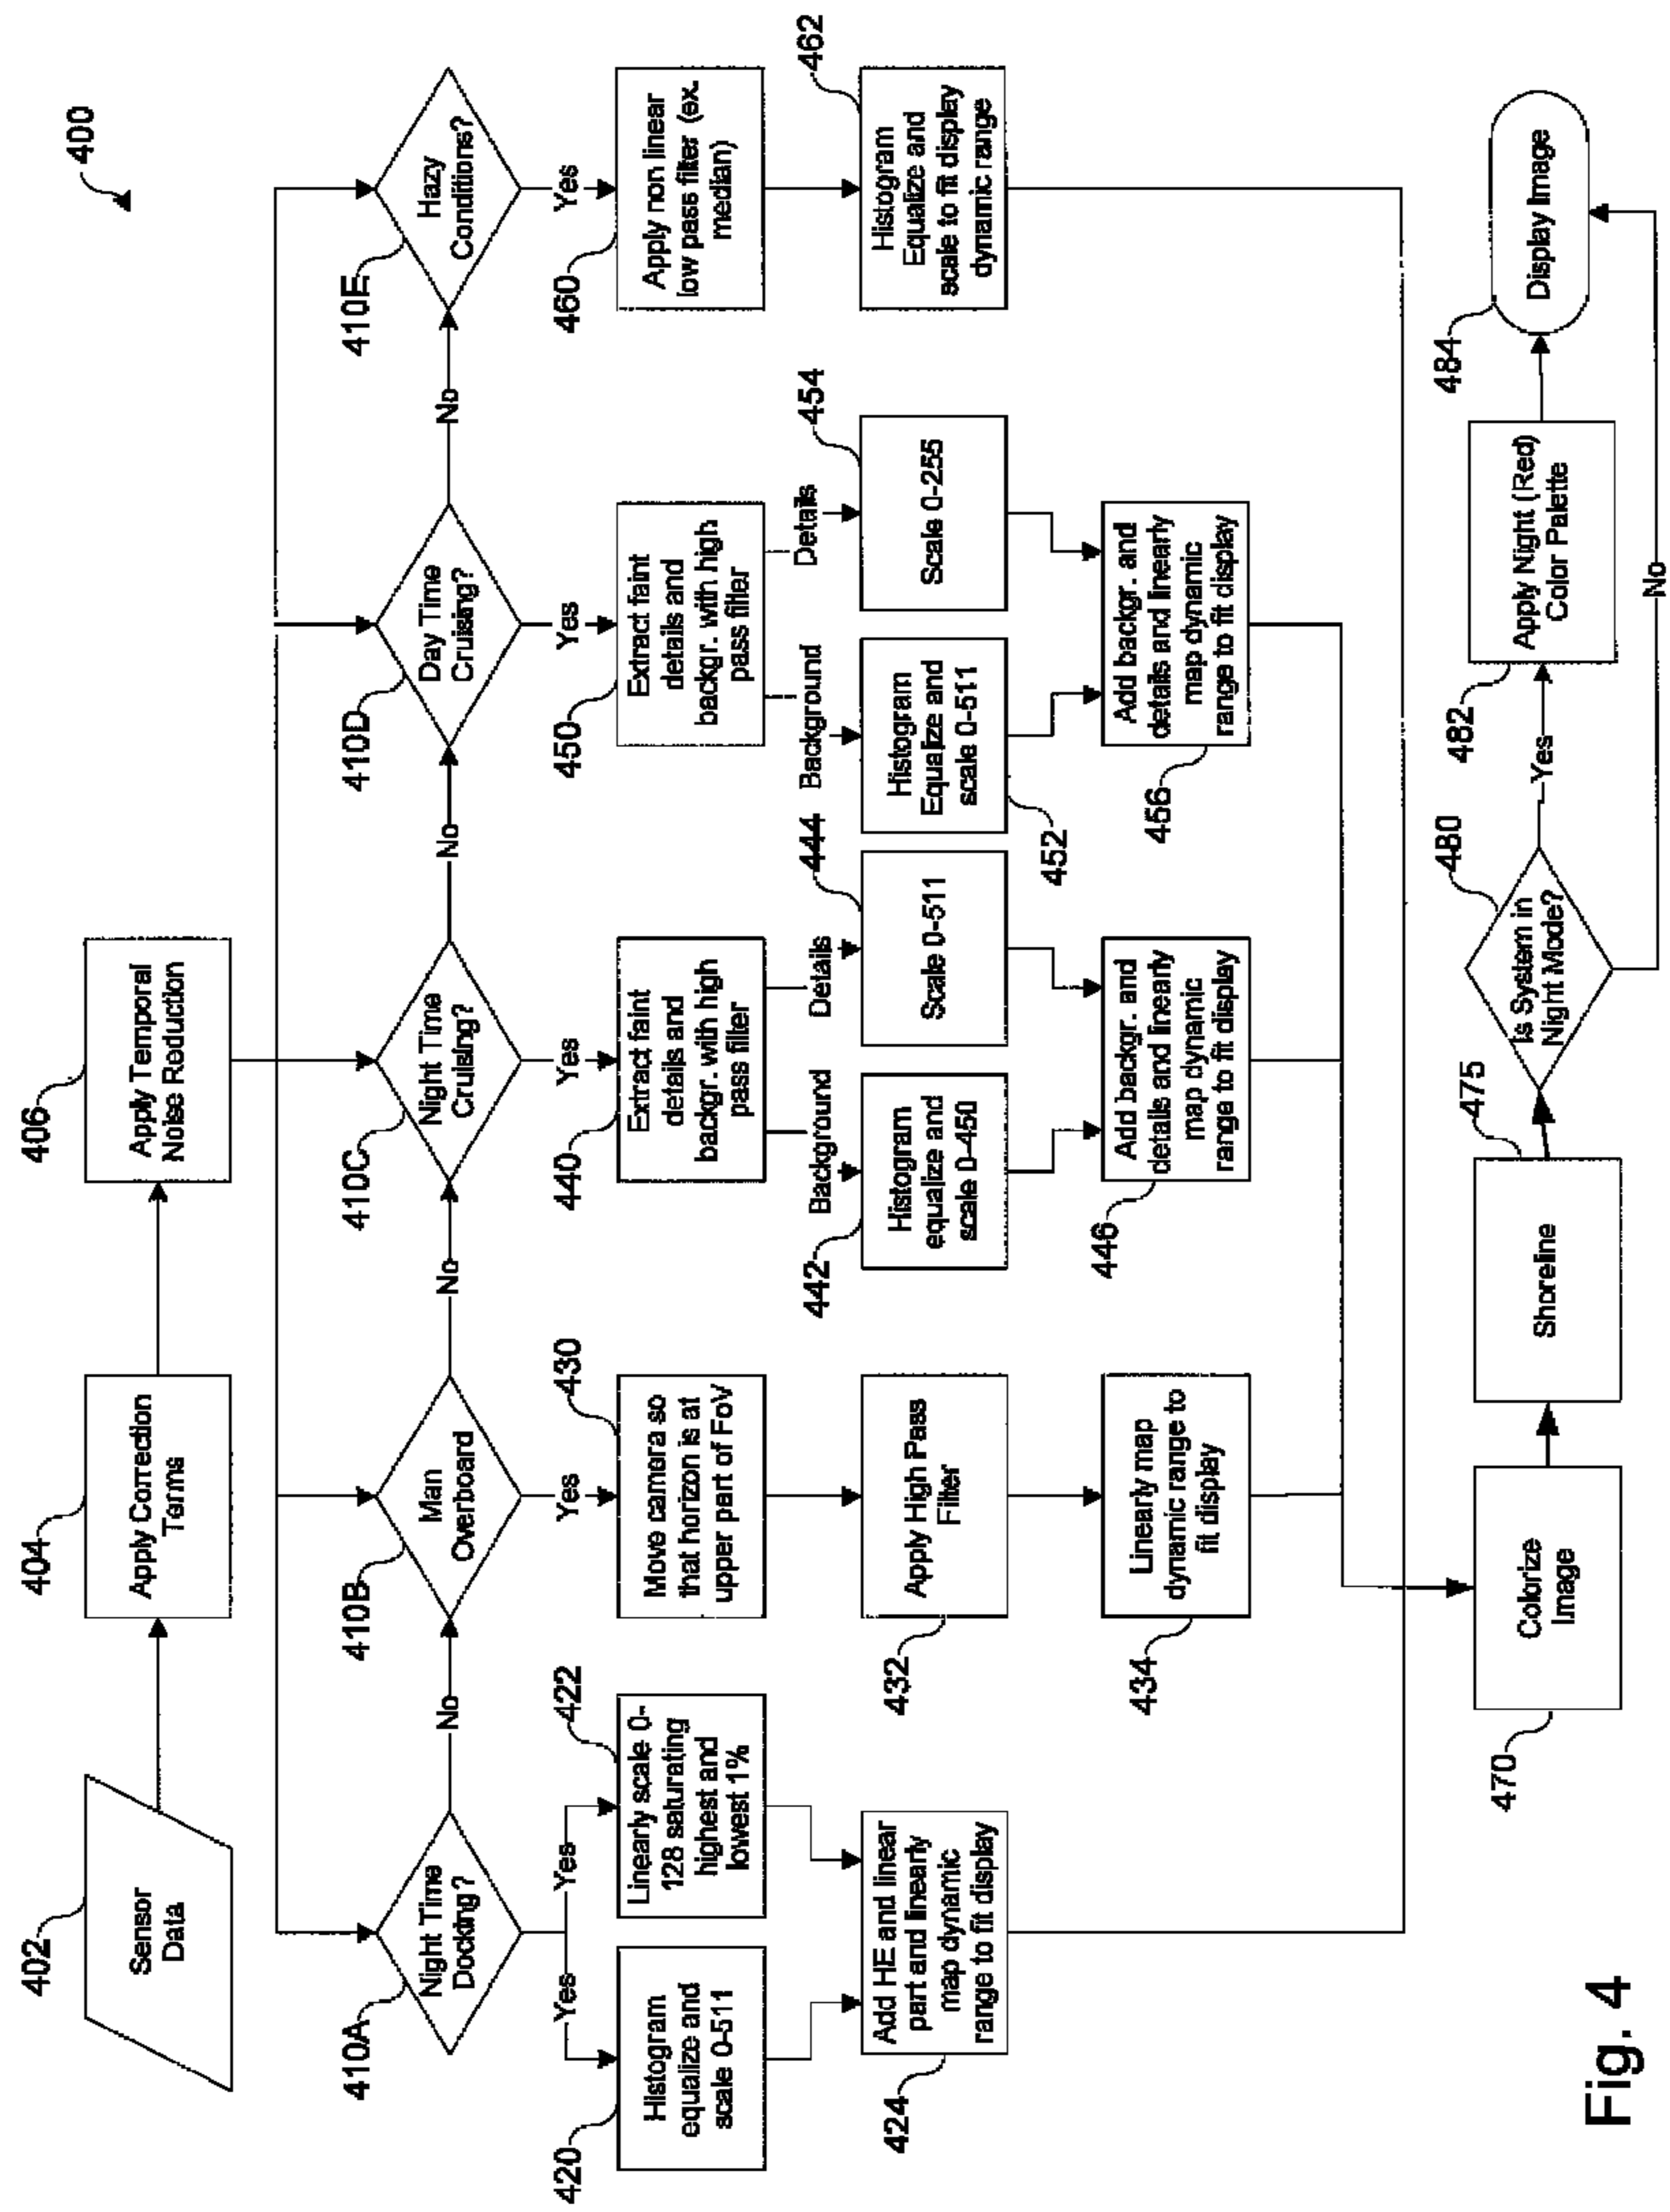 400
402
Sensor
Data
404
Apply Correction
Terms
406
Apply Temporal
Noise Reduction
410A
Night Time
Docking?
No
410B
Man
Overboard
No
410C
Night Time
Cruising?
No
410D
Day Time
Cruising?
No
410E
Hazy
Conditions?
Yes
Yes
Yes
Yes
Yes
Yes
420
Histogram
equalize and
scale 0-511
422
Linearly scale 0-
128 saturating
highest and
lowest 1%
430
Move camera so
that horizon is at
upper part of FoV
440
Extract faint
details and
backgr. with high
pass filter
450
Extract faint
details and
backgr. with high
pass filter
460
Apply non linear
low pass filter (ex.
median)
Background
Details
Background
Details
424
Add HE and linear
part and linearly
map dynamic
range to fit display
432
Apply High Pass
Filter
442
Histogram
equalize and
scale 0-450
444
Scale 0-511
452
Histogram
Equalize and
scale 0-511
454
Scale 0-255
462
Histogram
Equalize and
scale to fit display
dynamic range
434
Linearly map
dynamic range to
fit display
446
Add backgr. and
details and linearly
map dynamic
range to fit display
456
Add backgr. and
details and linearly
map dynamic
range to fit display
470
Colorize
Image
475
Shoreline
480
Is System in
Night Mode?
Yes
482
Apply Night (Red)
Color Palette
484
Display Image
No
Fig. 4